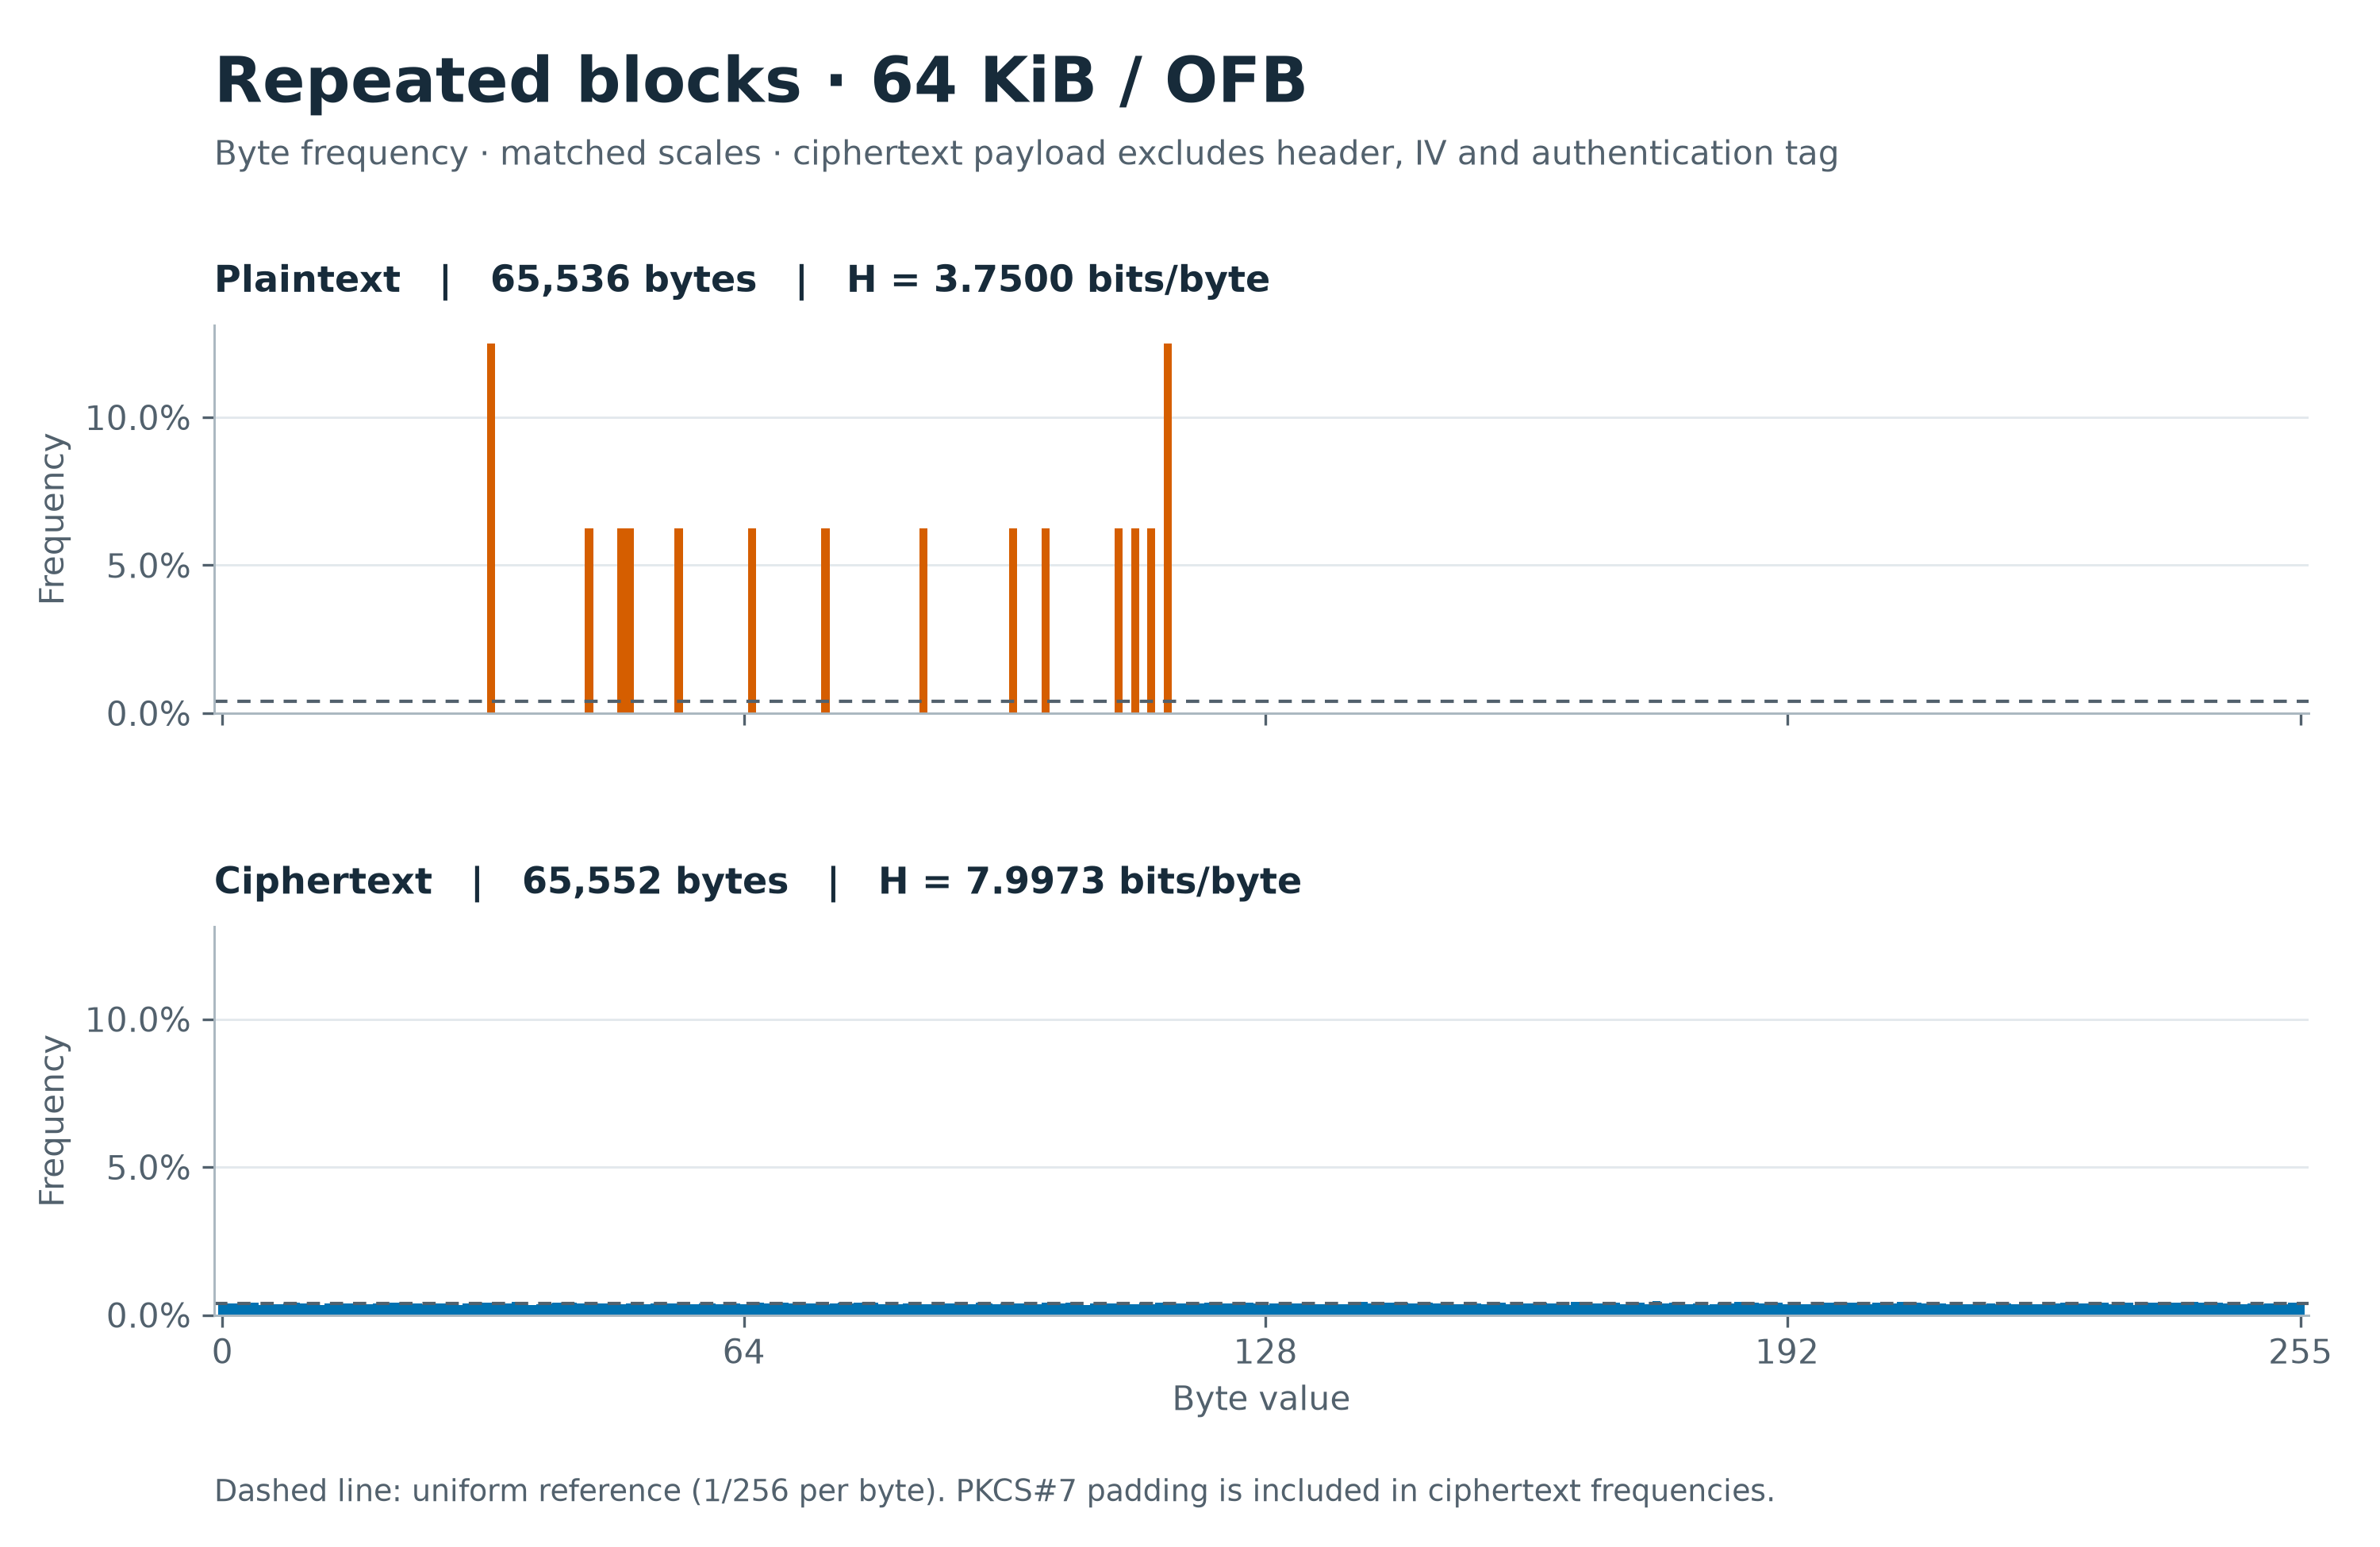 Repeated blocks · 64 KiB / OFB
Byte frequency · matched scales · ciphertext payload excludes header, IV and authentication tag
Plaintext | 65,536 bytes | H = 3.7500 bits/byte
Frequency
10.0%
5.0%
0.0%
Ciphertext | 65,552 bytes | H = 7.9973 bits/byte
Frequency
10.0%
5.0%
0.0%
0 64 128 192 255
Byte value
Dashed line: uniform reference (1/256 per byte). PKCS#7 padding is included in ciphertext frequencies.